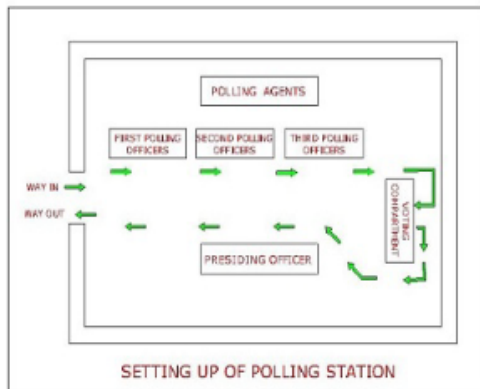 POLLING AGENTS
FIRST POLLING
OFFICERS
SECOND POLLING
OFFICERS
THIRD POLLING
OFFICERS
WAY IN
WAY OUT
VOTING
COMPARTMENT
PRESIDING OFFICER
SETTING UP OF POLLING STATION